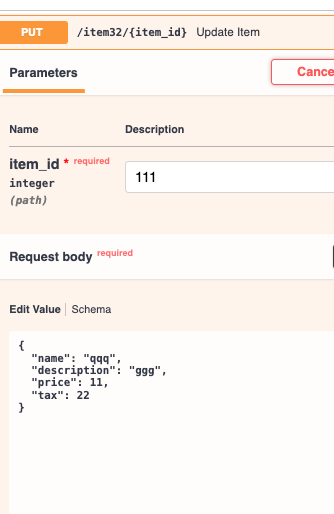 PUT /item32/{item_id} Update Item
Parameters
Cance
Name Description
item_id * required
integer
(path)
111
Request body required
Edit Value | Schema
{
  "name": "qqq",
  "description": "ggg",
  "price": 11,
  "tax": 22
}